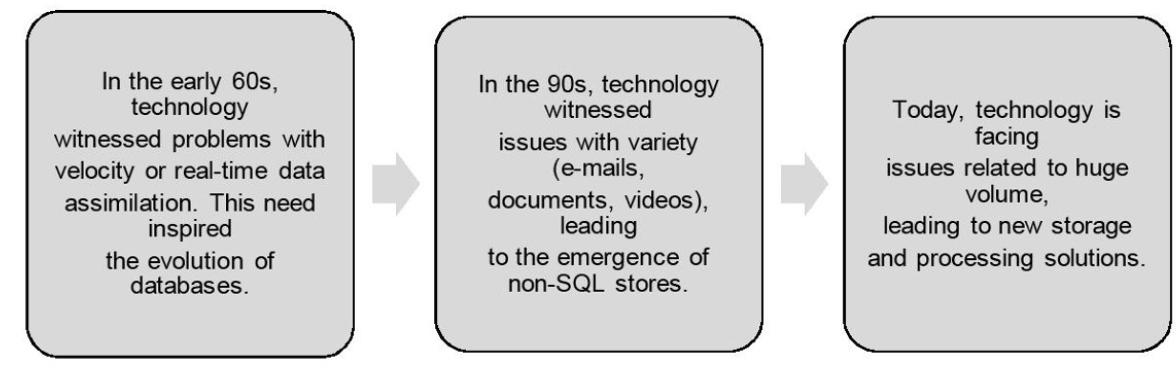 In the early 60s,
technology
witnessed problems with
velocity or real-time data
assimilation. This need
inspired
the evolution of
databases.
In the 90s, technology
witnessed
issues with variety
(e-mails,
documents, videos),
leading
to the emergence of
non-SQL stores.
Today, technology is
facing
issues related to huge
volume,
leading to new storage
and processing solutions.